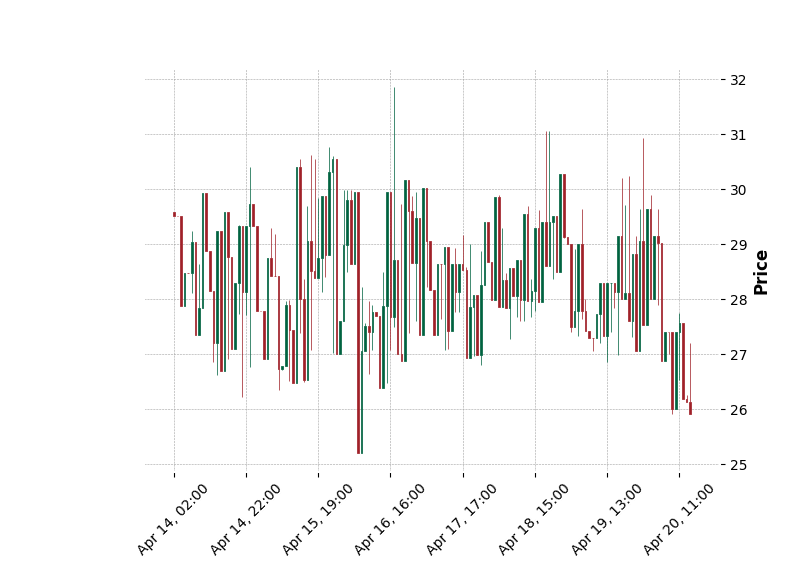 32
31
30
29
28
27
26
25
Price
Apr 14, 02:00
Apr 14, 22:00
Apr 15, 19:00
Apr 16, 16:00
Apr 17, 17:00
Apr 18, 15:00
Apr 19, 13:00
Apr 20, 11:00